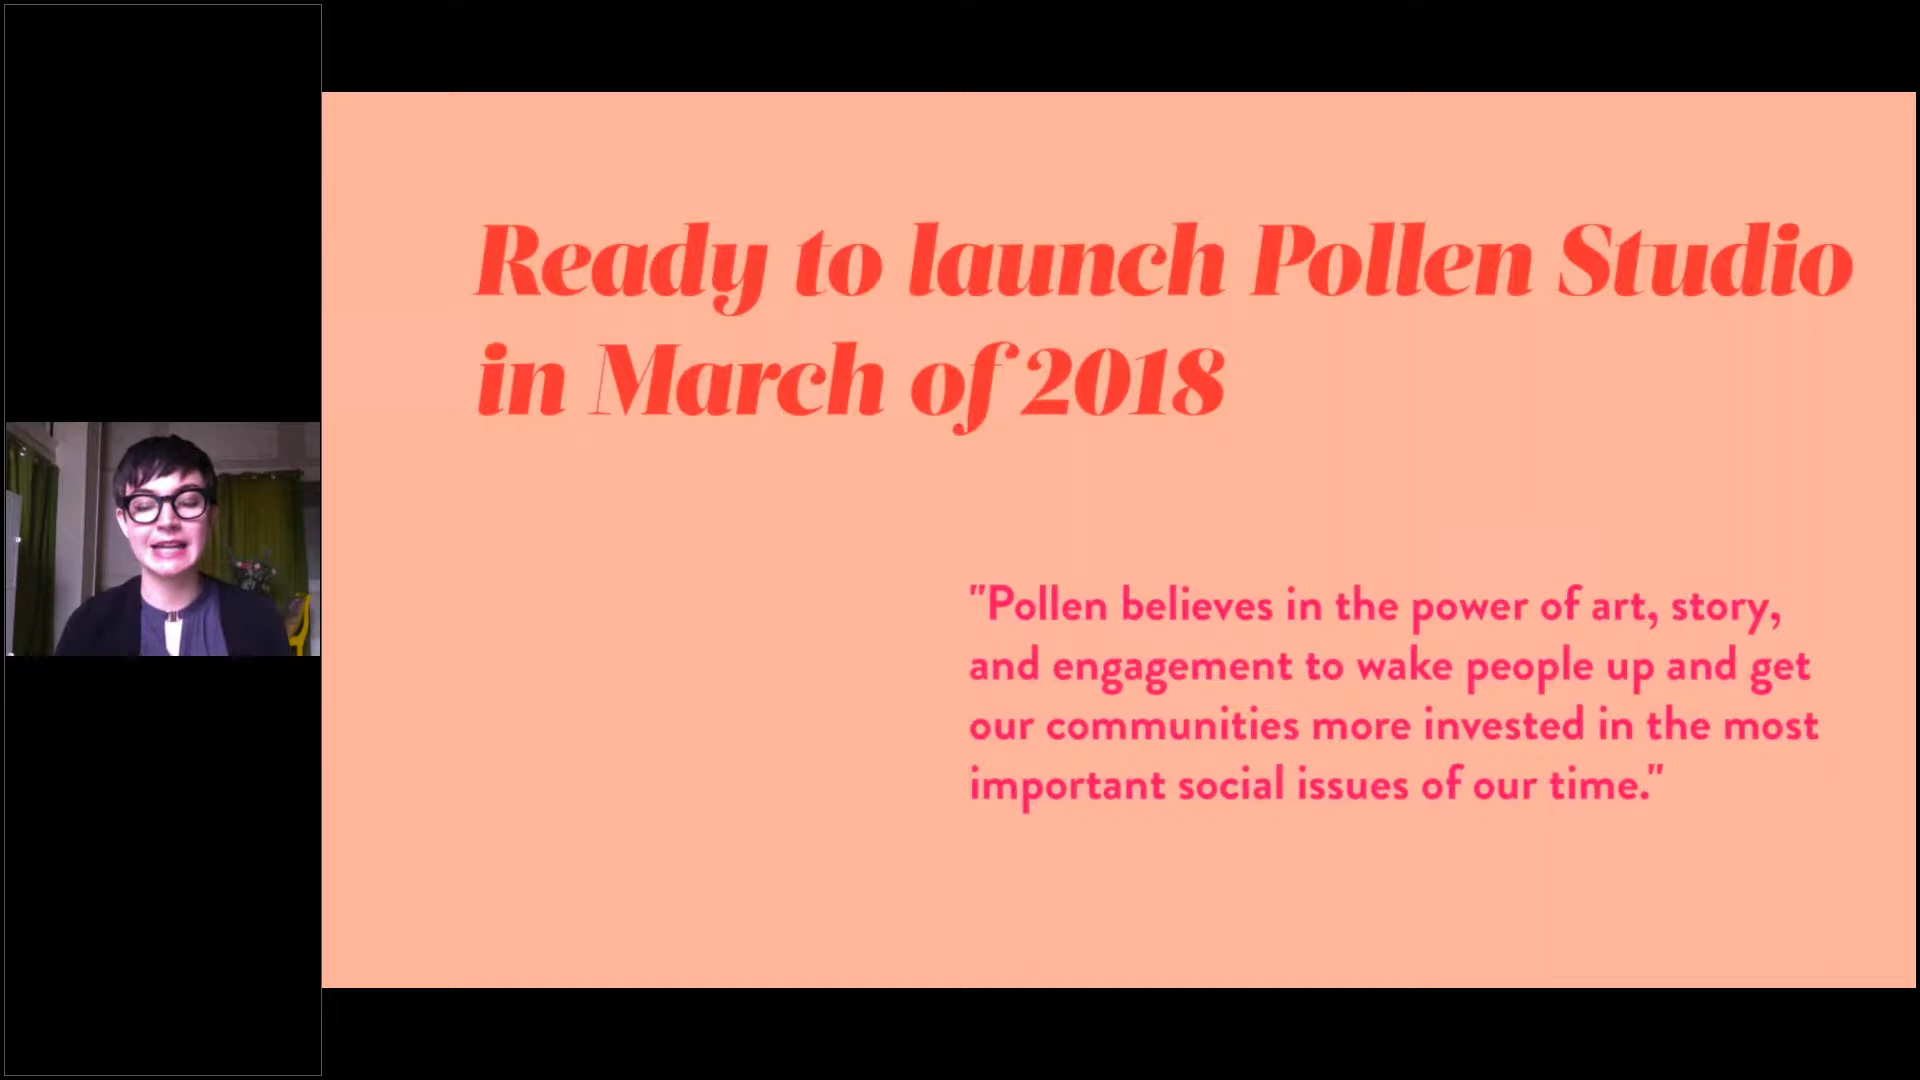 Ready to launch Pollen Studio
in March of 2018
"Pollen believes in the power of art, story,
and engagement to wake people up and get
our communities more invested in the most
important social issues of our time."